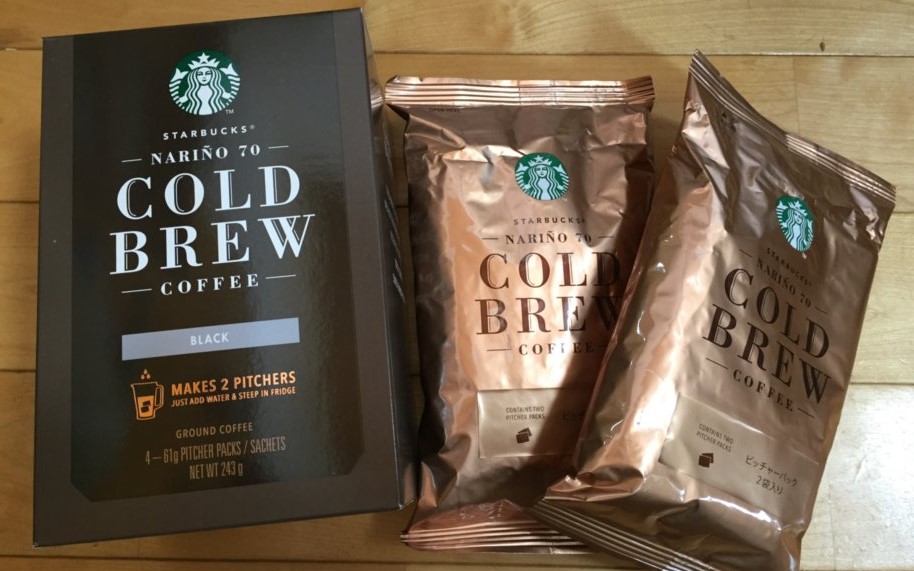 STARBUCKS®
NARIÑO 70
COLD
BREW
COFFEE
BLACK
MAKES 2 PITCHERS
JUST ADD WATER & STEEP IN FRIDGE
GROUND COFFEE
4 — 61g PITCHER PACKS / SACHETS
NET WT 243 g
STARBUCKS
NARIÑO 70
COLD
BREW
COFFEE
CONTAINS TWO
PITCHER PACKS
STARBUCKS
NARIÑO 70
COLD
BREW
COFFEE
CONTAINS TWO
PITCHER PACKS
ピッチャーパック
2袋入り